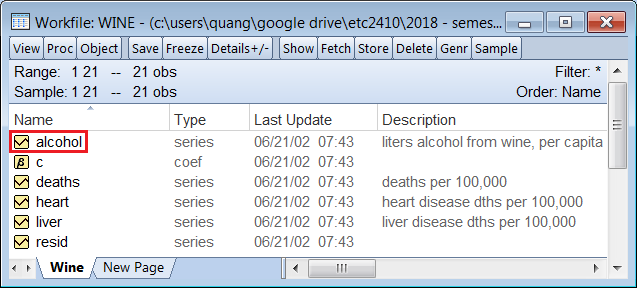 Workfile: WINE - (c:\users\quang\google drive\etc2410\2018 - semes...
View Proc Object Save Freeze Details+/- Show Fetch Store Delete Genr Sample
Range: 1 21 -- 21 obs Filter: *
Sample: 1 21 -- 21 obs Order: Name
Name Type Last Update Description
alcohol series 06/21/02 07:43 liters alcohol from wine, per capita
β c coef 06/21/02 07:43
deaths series 06/21/02 07:43 deaths per 100,000
heart series 06/21/02 07:43 heart disease dths per 100,000
liver series 06/21/02 07:43 liver disease dths per 100,000
resid series 06/21/02 07:43
Wine New Page